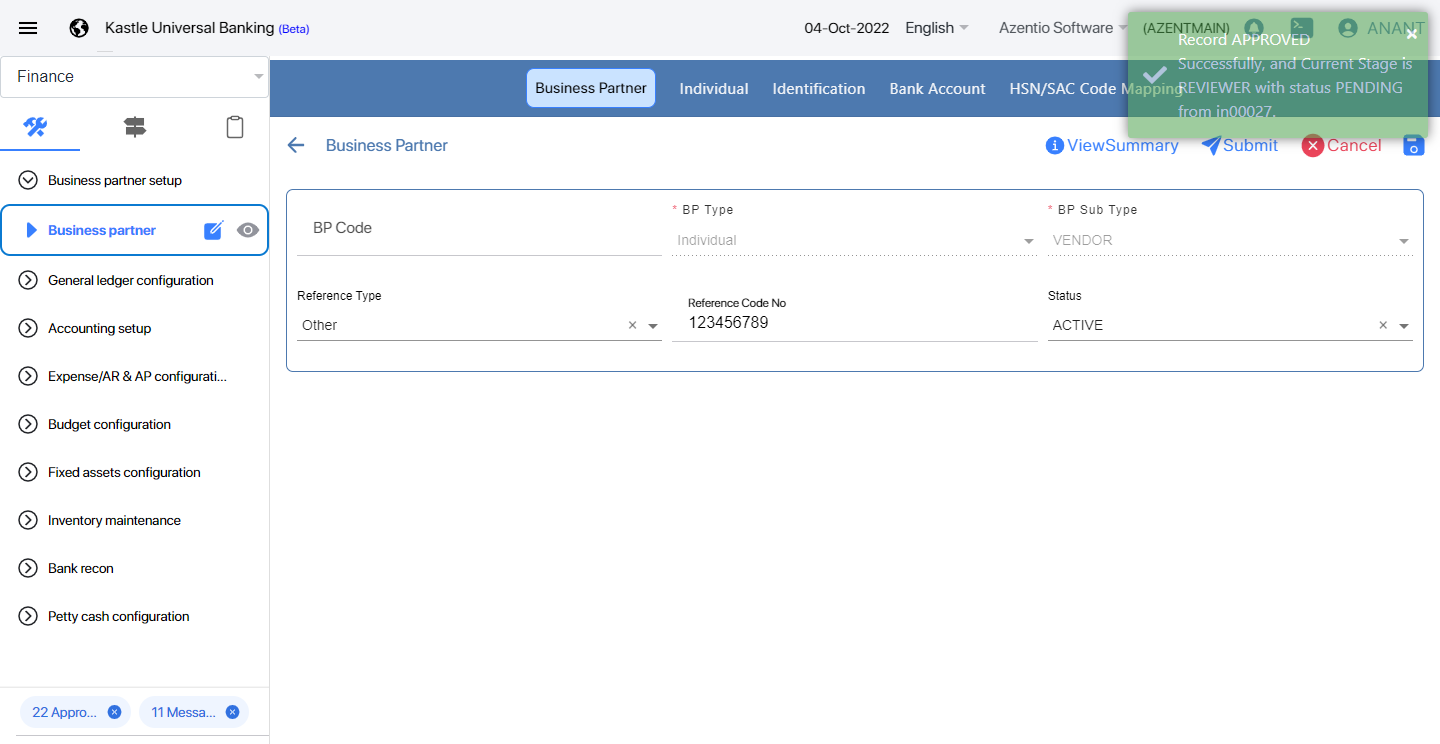 Kastle Universal Banking (Beta)
04-Oct-2022
English
Azentio Software
(AZENTMAIN)
ANANT
Record APPROVED
Successfully, and Current Stage is
REVIEWER with status PENDING
from in00027.
Finance
Business Partner
Individual
Identification
Bank Account
HSN/SAC Code Mapping
Business Partner
ViewSummary
Submit
Cancel
Business partner setup
Business partner
General ledger configuration
Accounting setup
Expense/AR & AP configurati...
Budget configuration
Fixed assets configuration
Inventory maintenance
Bank recon
Petty cash configuration
22 Appro...
11 Messa...
BP Code
* BP Type
Individual
* BP Sub Type
VENDOR
Reference Type
Other
Reference Code No
123456789
Status
ACTIVE